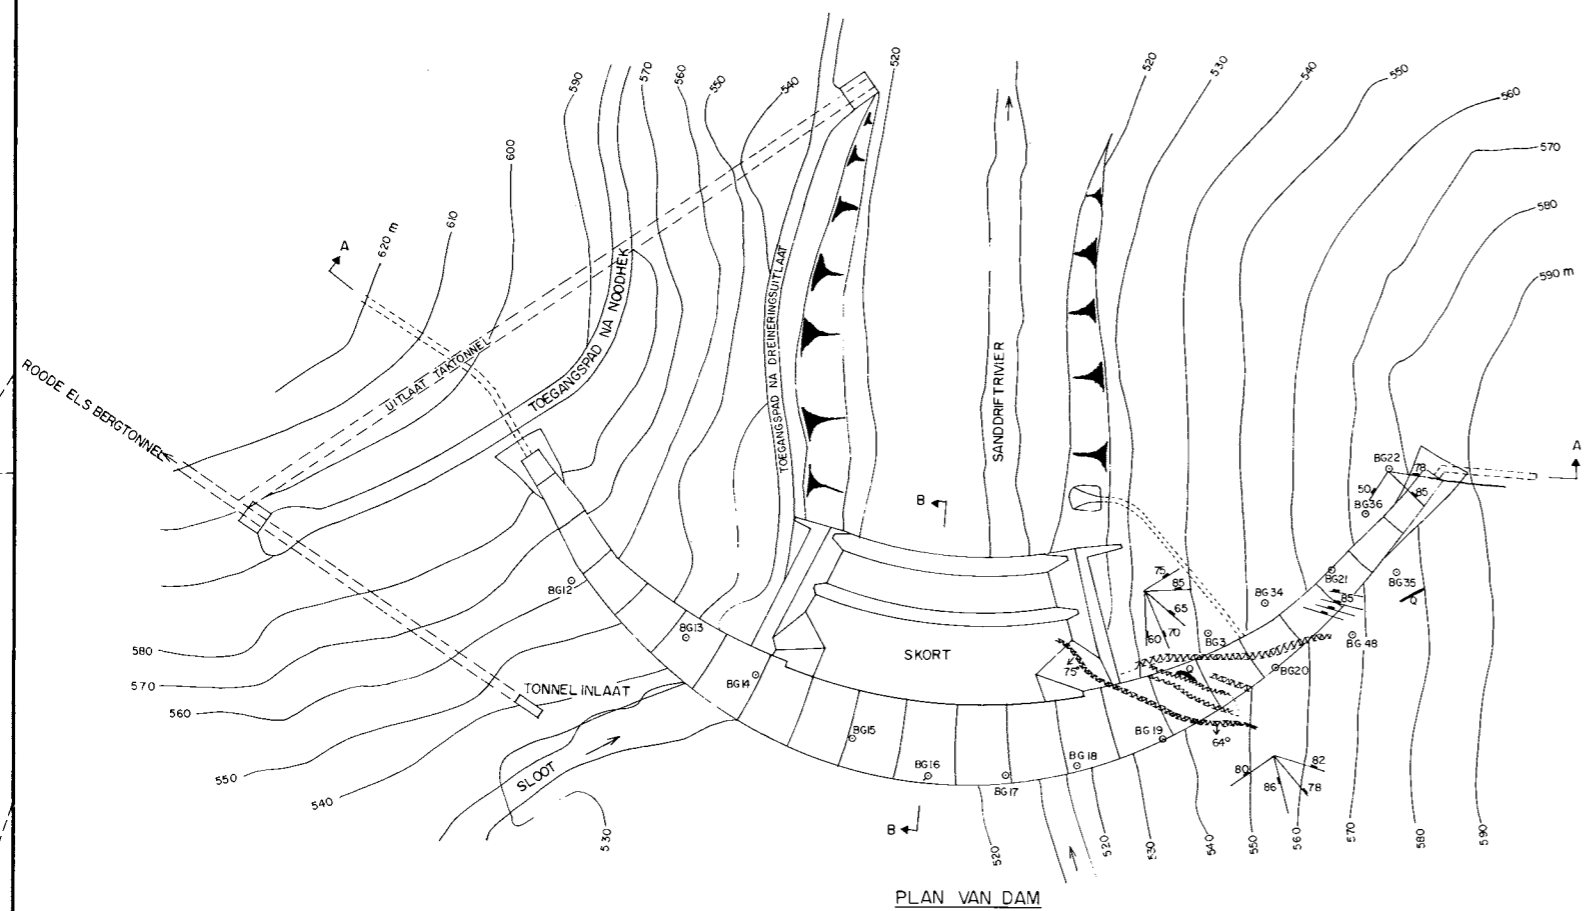 520
590
570
560
550
540
600
610
620 m
A
520
530
540
550
560
570
580
590 m
ROODE ELS BERGTONNEL
UITLAAT TAKTONNEL
TOEGANGSPAD NA NOODHEK
TOEGANGSPAD NA DREINERINGSUITLAAT
SANDDRIFTRIVIER
A
B
BG22
78
50
85
BG36
BG12
BG13
BG14
BG15
BG16
BG17
BG18
BG19
BG20
BG21
BG34
BG35
BG3
BG48
75
85
65
60
70
85
Q
Q
75°
64°
SKORT
580
570
560
550
540
530
TONNEL INLAAT
SLOOT
80
82
86
78
B
520
520
530
540
550
560
570
580
590
PLAN VAN DAM